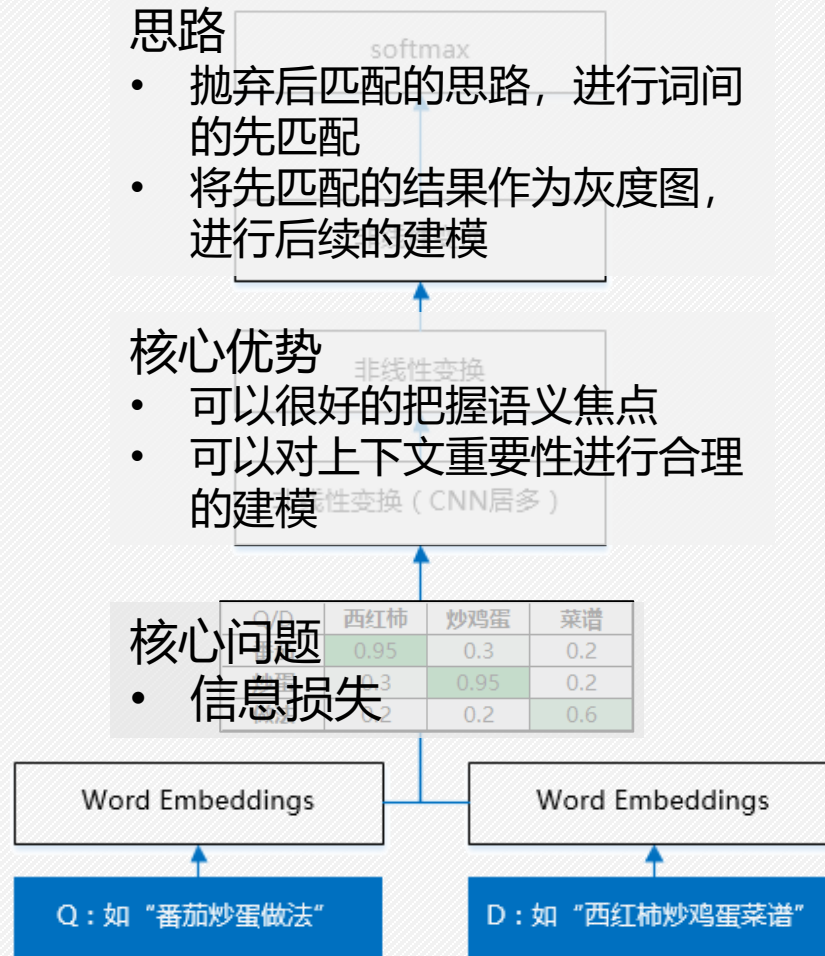 思路
softmax
• 抛弃后匹配的思路，进行词间
的先匹配
• 将先匹配的结果作为灰度图，
进行后续的建模
核心优势
非线性变换
• 可以很好的把握语义焦点
• 可以对上下文重要性进行合理
的建模
性变换（CNN居多）
核心问题
• 信息损失
Q/D 西红柿 炒鸡蛋 菜谱
0.95 0.3 0.2
0.3 0.95 0.2
0.2 0.2 0.6
Word Embeddings Word Embeddings
Q：如“番茄炒蛋做法” D：如“西红柿炒鸡蛋菜谱”